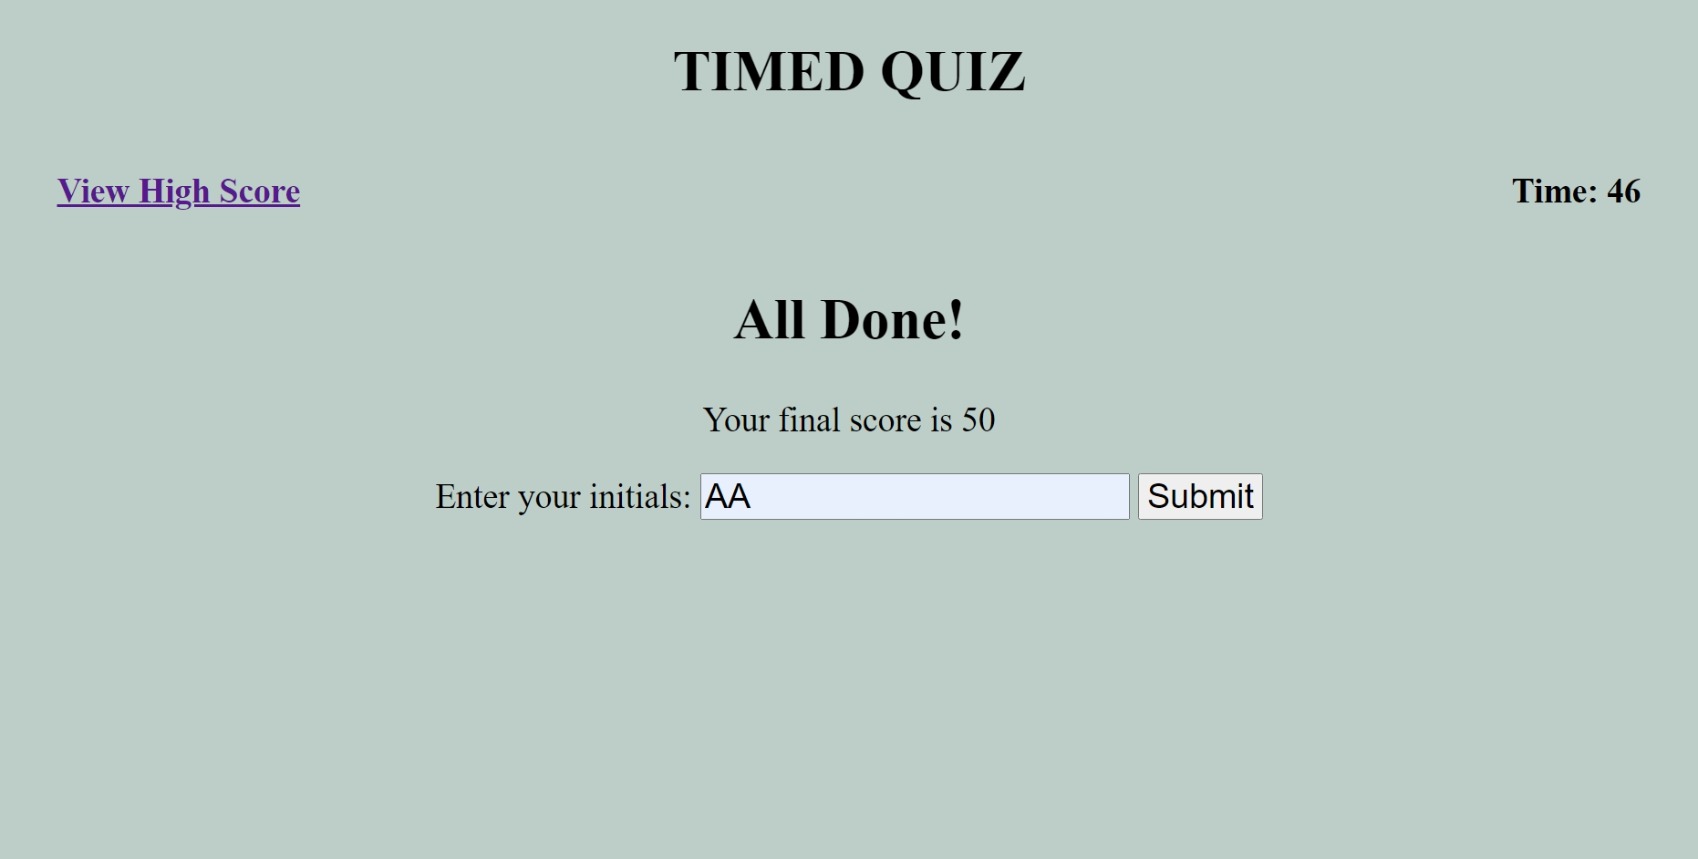 TIMED QUIZ
View High Score
Time: 46
All Done!
Your final score is 50
Enter your initials: AA Submit